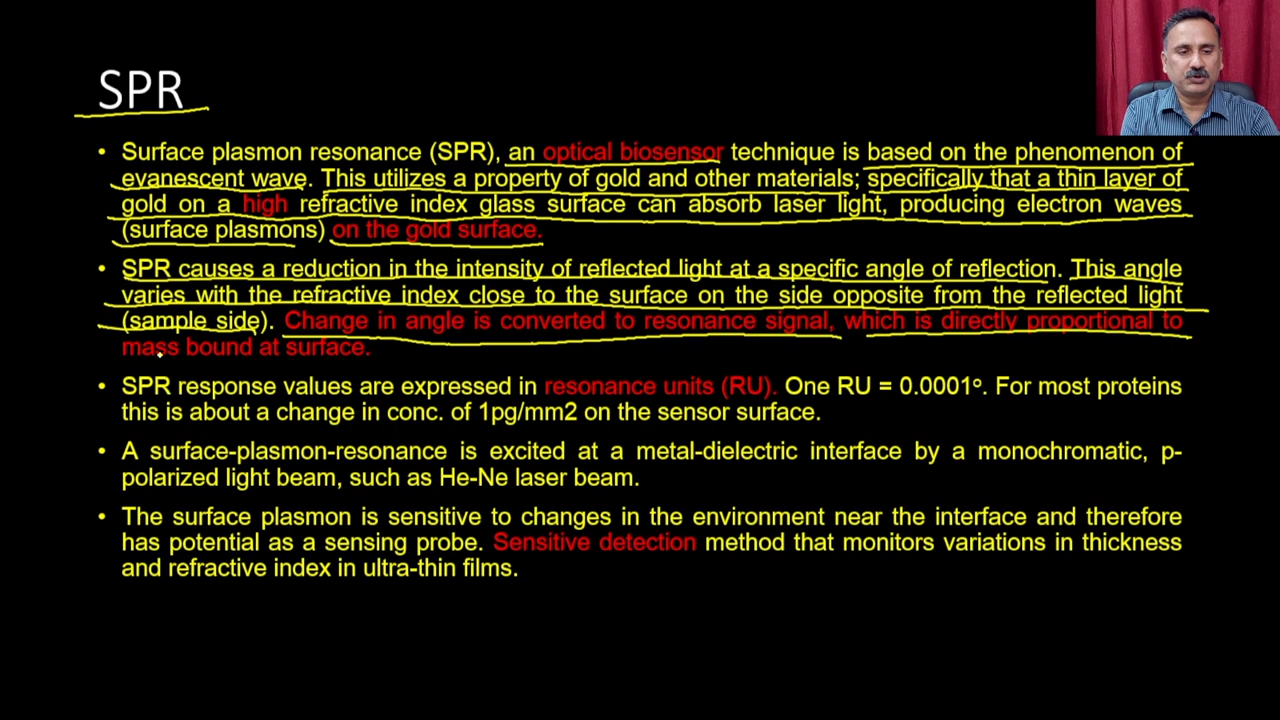 SPR
• Surface plasmon resonance (SPR), an optical biosensor technique is based on the phenomenon of
evanescent wave. This utilizes a property of gold and other materials; specifically that a thin layer of
gold on a high refractive index glass surface can absorb laser light, producing electron waves
(surface plasmons) on the gold surface.
• SPR causes a reduction in the intensity of reflected light at a specific angle of reflection. This angle
varies with the refractive index close to the surface on the side opposite from the reflected light
(sample side). Change in angle is converted to resonance signal, which is directly proportional to
mass bound at surface.
• SPR response values are expressed in resonance units (RU). One RU = 0.0001º. For most proteins
this is about a change in conc. of 1pg/mm2 on the sensor surface.
• A surface-plasmon-resonance is excited at a metal-dielectric interface by a monochromatic, p-
polarized light beam, such as He-Ne laser beam.
• The surface plasmon is sensitive to changes in the environment near the interface and therefore
has potential as a sensing probe. Sensitive detection method that monitors variations in thickness
and refractive index in ultra-thin films.